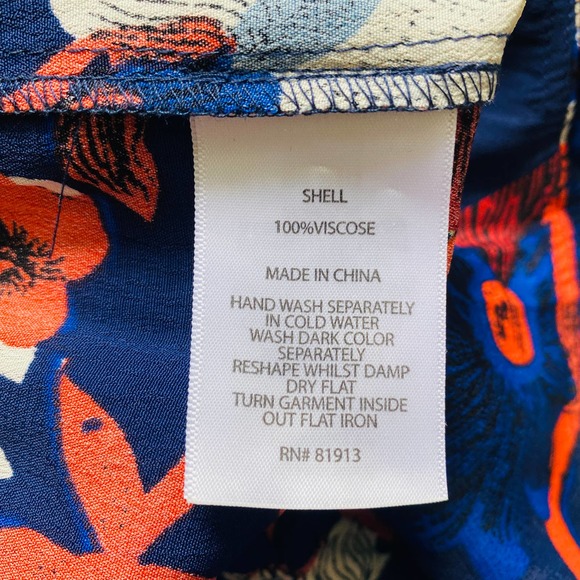 SHELL
100%VISCOSE
MADE IN CHINA
HAND WASH SEPARATELY
IN COLD WATER
WASH DARK COLOR
SEPARATELY
RESHAPE WHILST DAMP
DRY FLAT
TURN GARMENT INSIDE
OUT FLAT IRON
RN# 81913